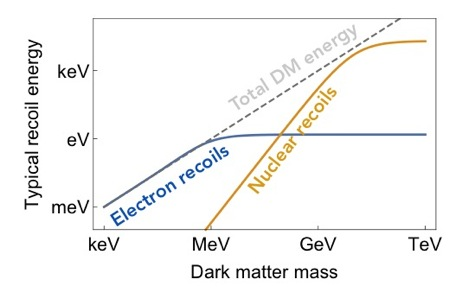 Typical recoil energy
keV
eV
meV
Total DM energy
Electron recoils
Nuclear recoils
keV
MeV
GeV
TeV
Dark matter mass